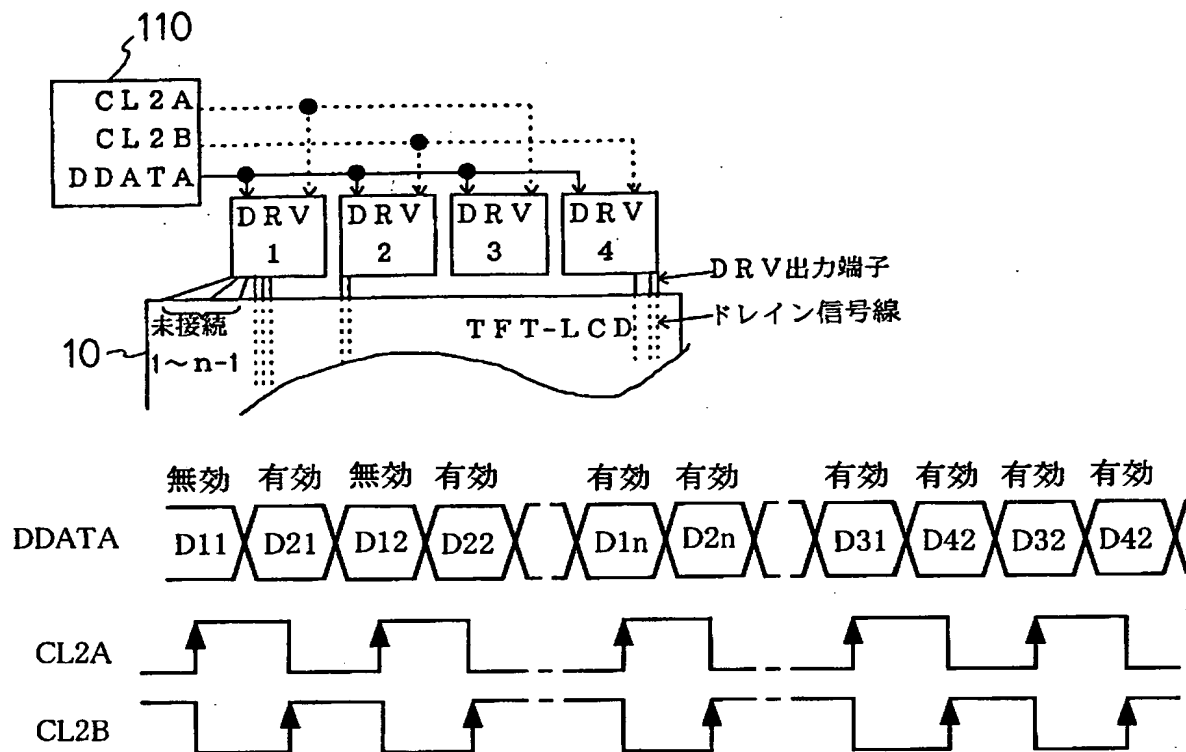 110
CL2A
CL2B
DDATA
DRV
1
DRV
2
DRV
3
DRV
4
DRV出力端子
ドレイン信号線
未接続
1～n-1
TFT-LCD
10
無効 有効 無効 有効 有効 有効 有効 有効 有効 有効
DDATA D11 D21 D12 D22 D1n D2n D31 D42 D32 D42
CL2A
CL2B